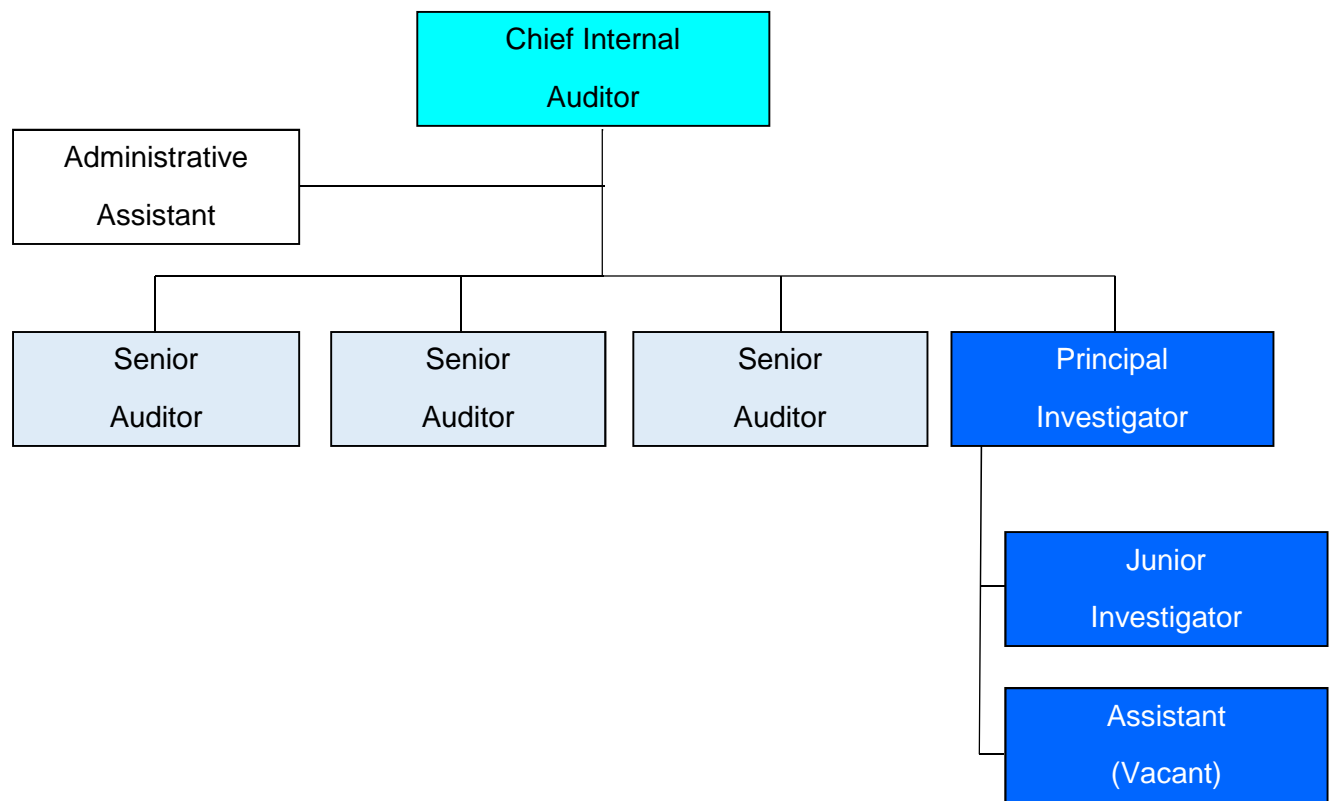 Chief Internal
Auditor
Administrative
Assistant
Senior
Auditor
Senior
Auditor
Senior
Auditor
Principal
Investigator
Junior
Investigator
Assistant
(Vacant)